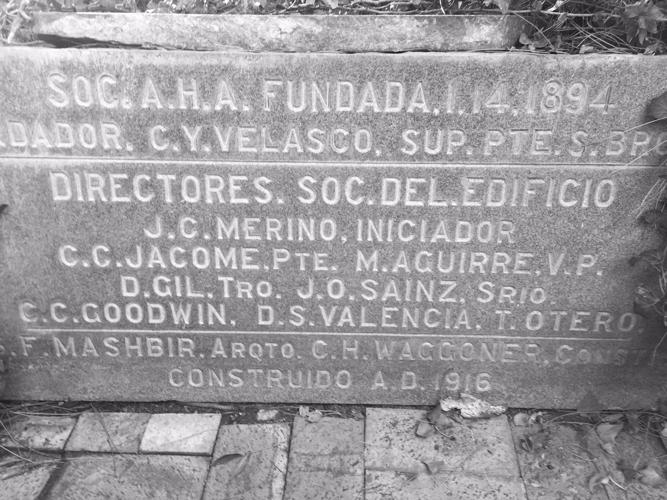 SOC. A.H.A. FUNDADA.1.14.1894
DADOR. C.Y. VELASCO. SUP. PTE. S. BRO
DIRECTORES. SOC. DEL. EDIFICIO
J.C. MERINO, INICIADOR
C.C. JACOME. PTE. M. AGUIRRE. V.P.
D. GIL. TRO. J.O. SAINZ. SRIO.
C.C. GOODWIN. D.S. VALENCIA. T. OTERO.
F. MASHBIR. ARQTO. C.H. WAGGONER. CONST
CONSTRUIDO A.D. 1916